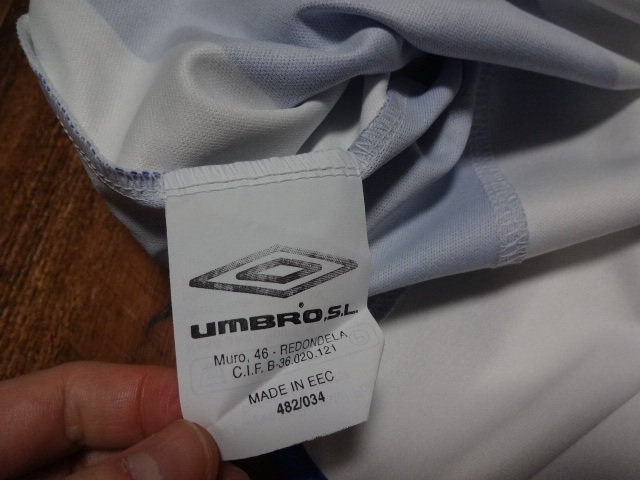 UMBRO®,S.L.
Muro, 46 - REDONDELA
C.I.F. B-36.020.121
MADE IN EEC
482/034